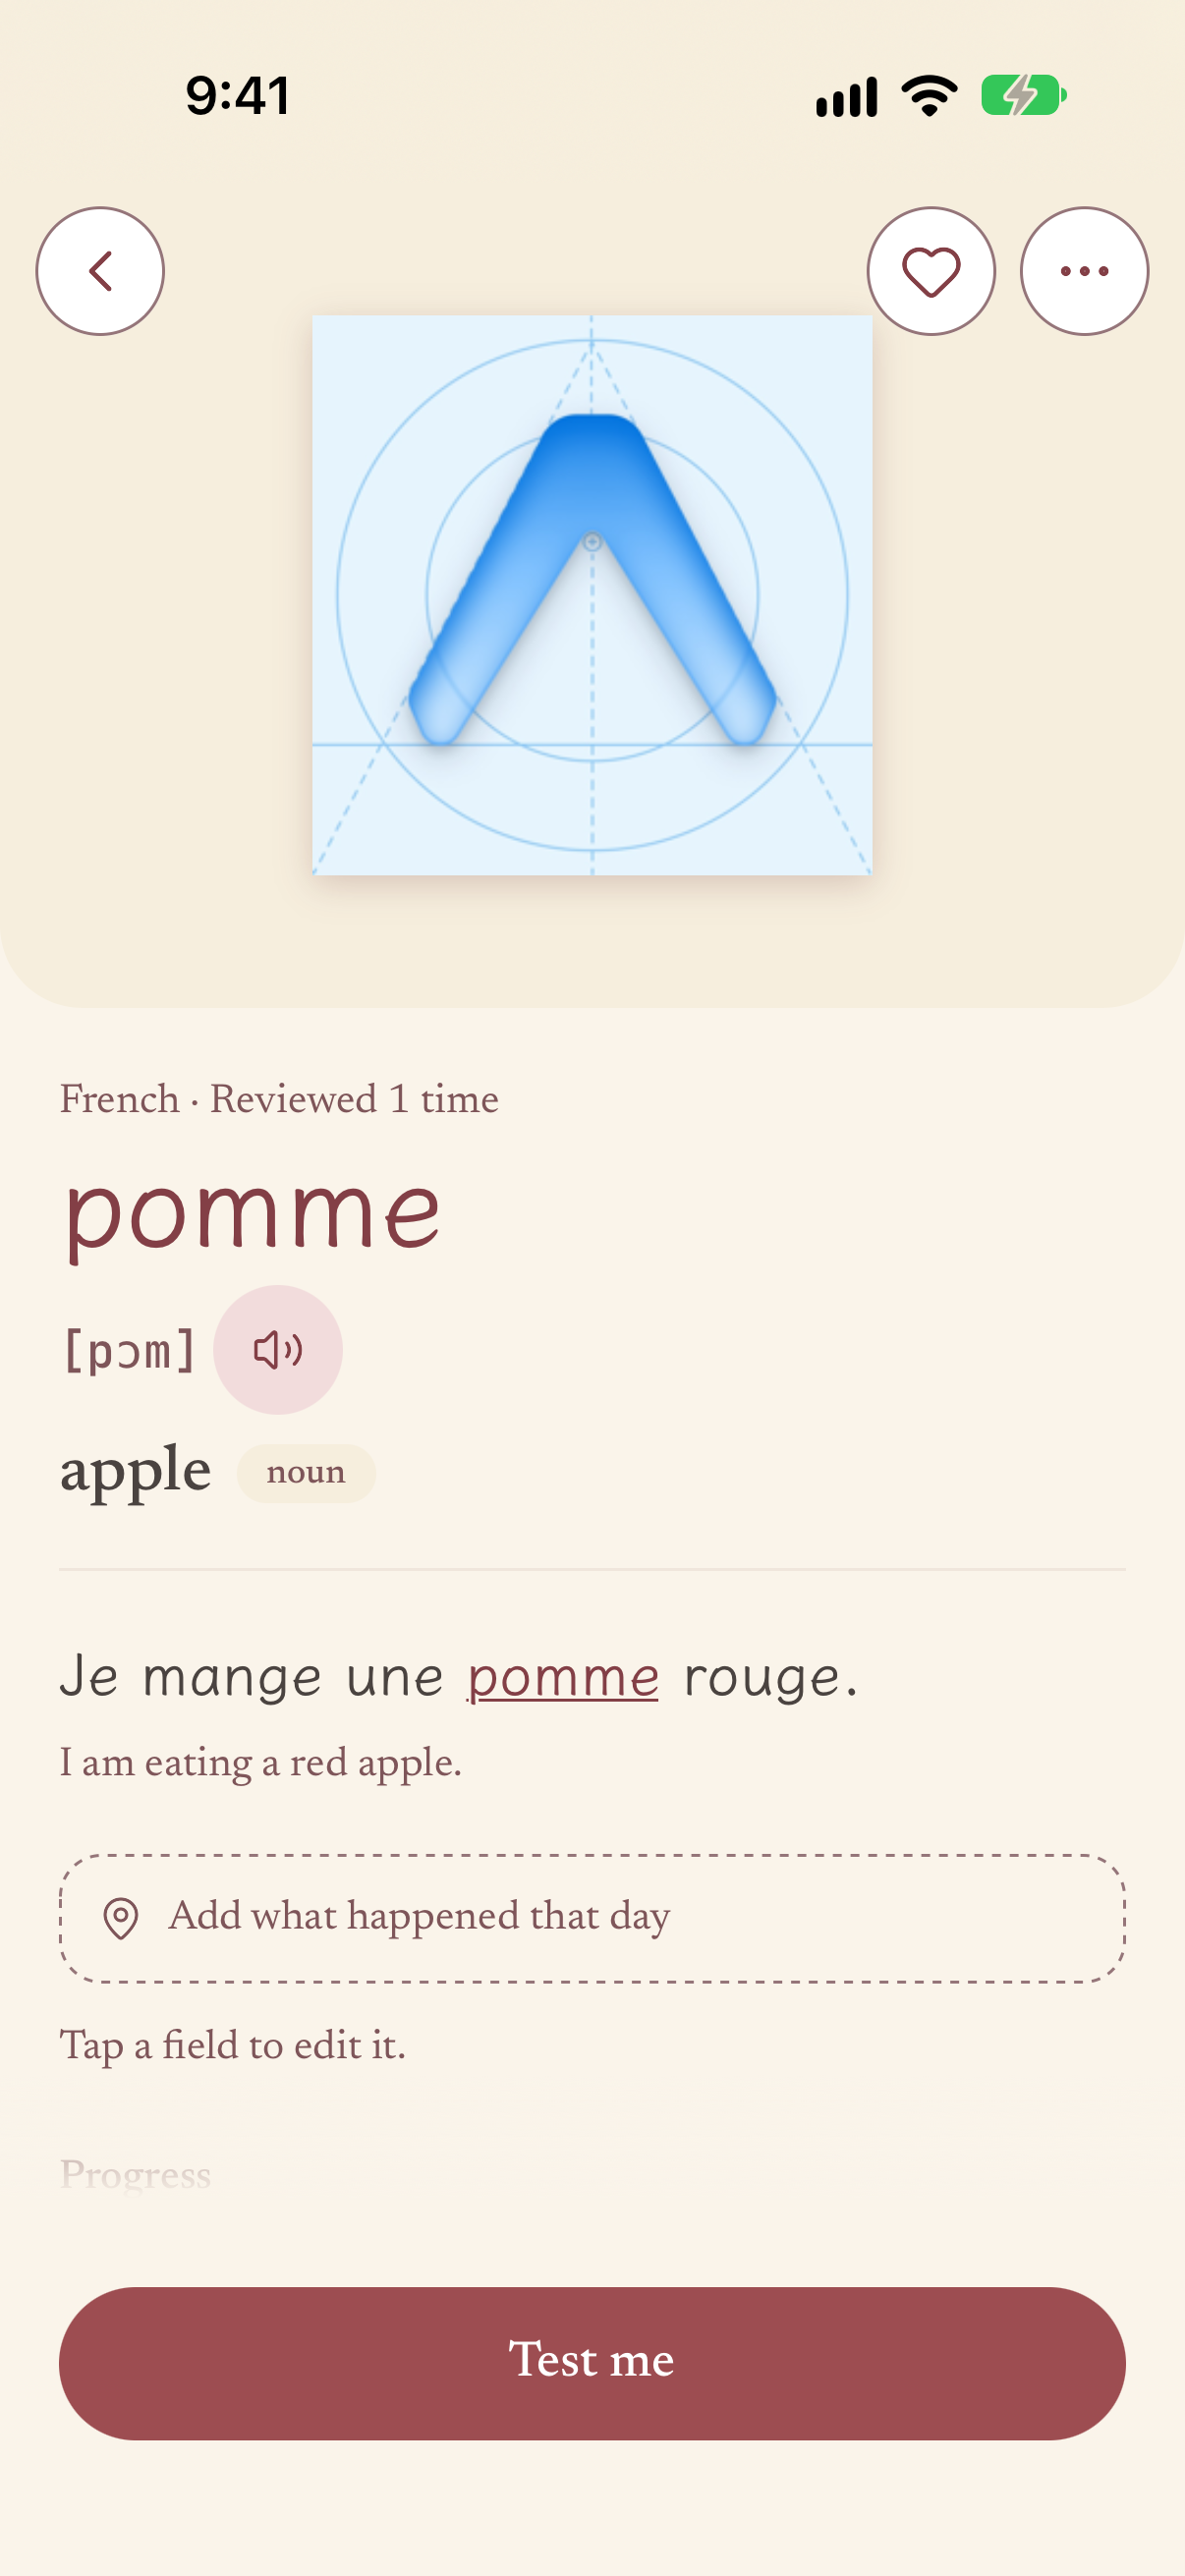 9:41
French · Reviewed 1 time
pomme
[pɔm]
apple noun
Je mange une pomme rouge.
I am eating a red apple.
Add what happened that day
Tap a field to edit it.
Progress
Test me